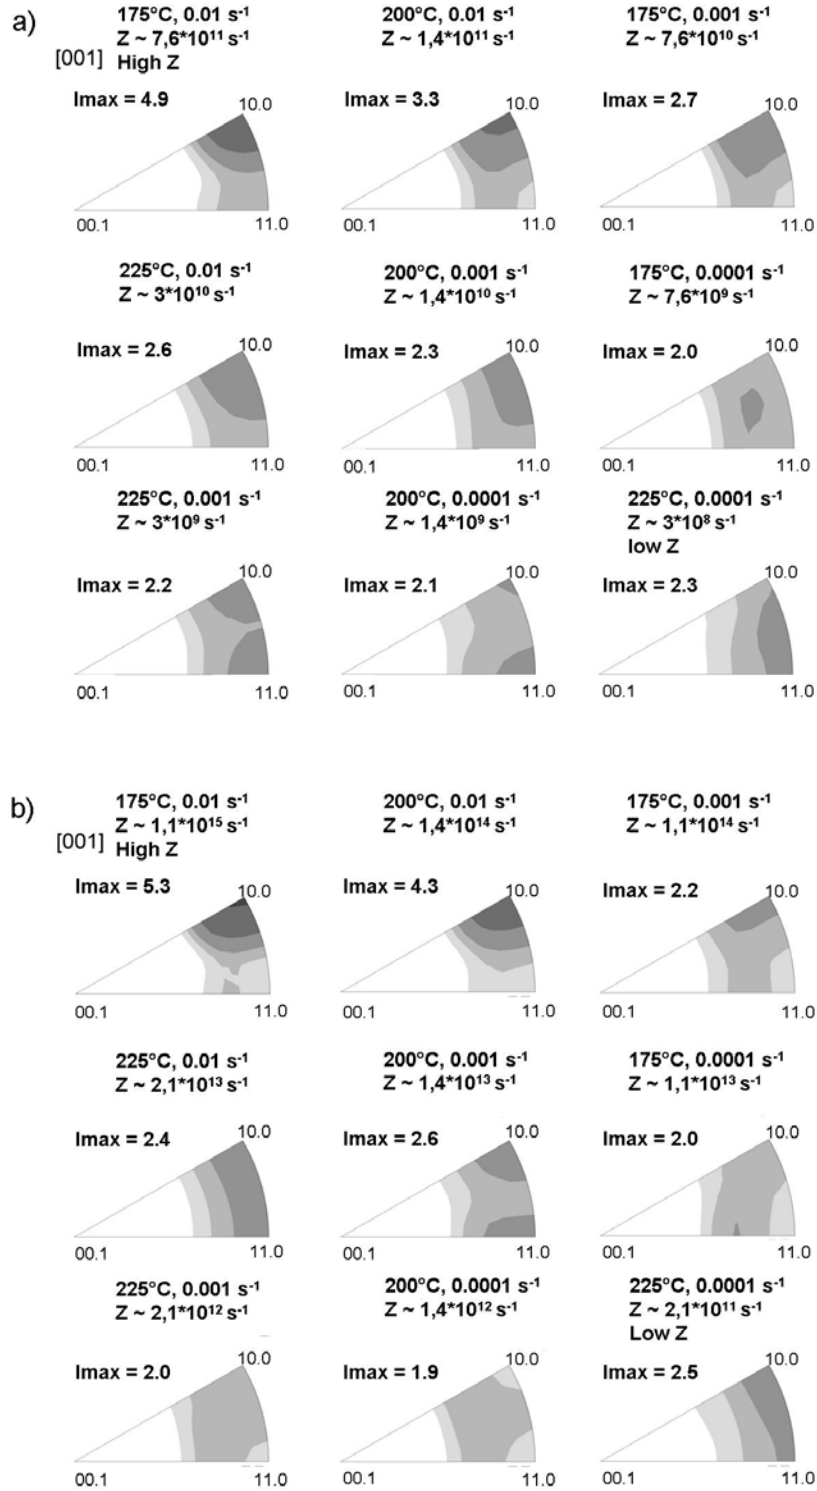 a)
175°C, 0.01 s⁻¹ 200°C, 0.01 s⁻¹ 175°C, 0.001 s⁻¹
Z ~ 7,6*10¹¹ s⁻¹ Z ~ 1,4*10¹¹ s⁻¹ Z ~ 7,6*10¹⁰ s⁻¹
[001] High Z
Imax = 4.9 10.0 Imax = 3.3 10.0 Imax = 2.7 10.0
00.1 11.0 00.1 11.0 00.1 11.0
225°C, 0.01 s⁻¹ 200°C, 0.001 s⁻¹ 175°C, 0.0001 s⁻¹
Z ~ 3*10¹⁰ s⁻¹ Z ~ 1,4*10¹⁰ s⁻¹ Z ~ 7,6*10⁹ s⁻¹
Imax = 2.6 10.0 Imax = 2.3 10.0 Imax = 2.0 10.0
00.1 11.0 00.1 11.0 00.1 11.0
225°C, 0.001 s⁻¹ 200°C, 0.0001 s⁻¹ 225°C, 0.0001 s⁻¹
Z ~ 3*10⁹ s⁻¹ Z ~ 1,4*10⁹ s⁻¹ Z ~ 3*10⁸ s⁻¹
low Z
Imax = 2.2 10.0 Imax = 2.1 10.0 Imax = 2.3 10.0
00.1 11.0 00.1 11.0 00.1 11.0
b)
175°C, 0.01 s⁻¹ 200°C, 0.01 s⁻¹ 175°C, 0.001 s⁻¹
Z ~ 1,1*10¹⁵ s⁻¹ Z ~ 1,4*10¹⁴ s⁻¹ Z ~ 1,1*10¹⁴ s⁻¹
[001] High Z
Imax = 5.3 10.0 Imax = 4.3 10.0 Imax = 2.2 10.0
00.1 11.0 00.1 11.0 00.1 11.0
225°C, 0.01 s⁻¹ 200°C, 0.001 s⁻¹ 175°C, 0.0001 s⁻¹
Z ~ 2,1*10¹³ s⁻¹ Z ~ 1,4*10¹³ s⁻¹ Z ~ 1,1*10¹³ s⁻¹
Imax = 2.4 10.0 Imax = 2.6 10.0 Imax = 2.0 10.0
00.1 11.0 00.1 11.0 00.1 11.0
225°C, 0.001 s⁻¹ 200°C, 0.0001 s⁻¹ 225°C, 0.0001 s⁻¹
Z ~ 2,1*10¹² s⁻¹ Z ~ 1,4*10¹² s⁻¹ Z ~ 2,1*10¹¹ s⁻¹
Low Z
Imax = 2.0 10.0 Imax = 1.9 10.0 Imax = 2.5 10.0
00.1 11.0 00.1 11.0 00.1 11.0